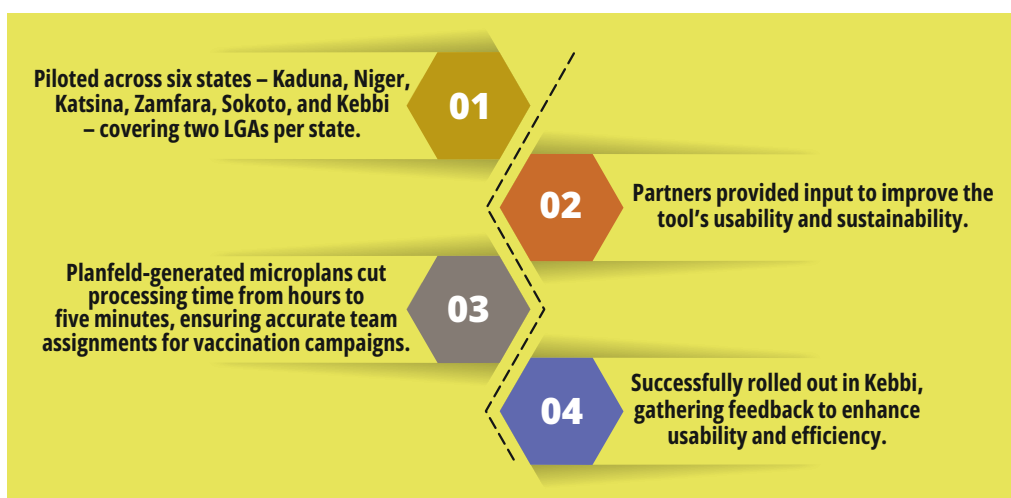 Piloted across six states – Kaduna, Niger,
Katsina, Zamfara, Sokoto, and Kebbi
– covering two LGAs per state.
01
02
Partners provided input to improve the
tool's usability and sustainability.
Planfeld-generated microplans cut
processing time from hours to
five minutes, ensuring accurate team
assignments for vaccination campaigns.
03
04
Successfully rolled out in Kebbi,
gathering feedback to enhance
usability and efficiency.